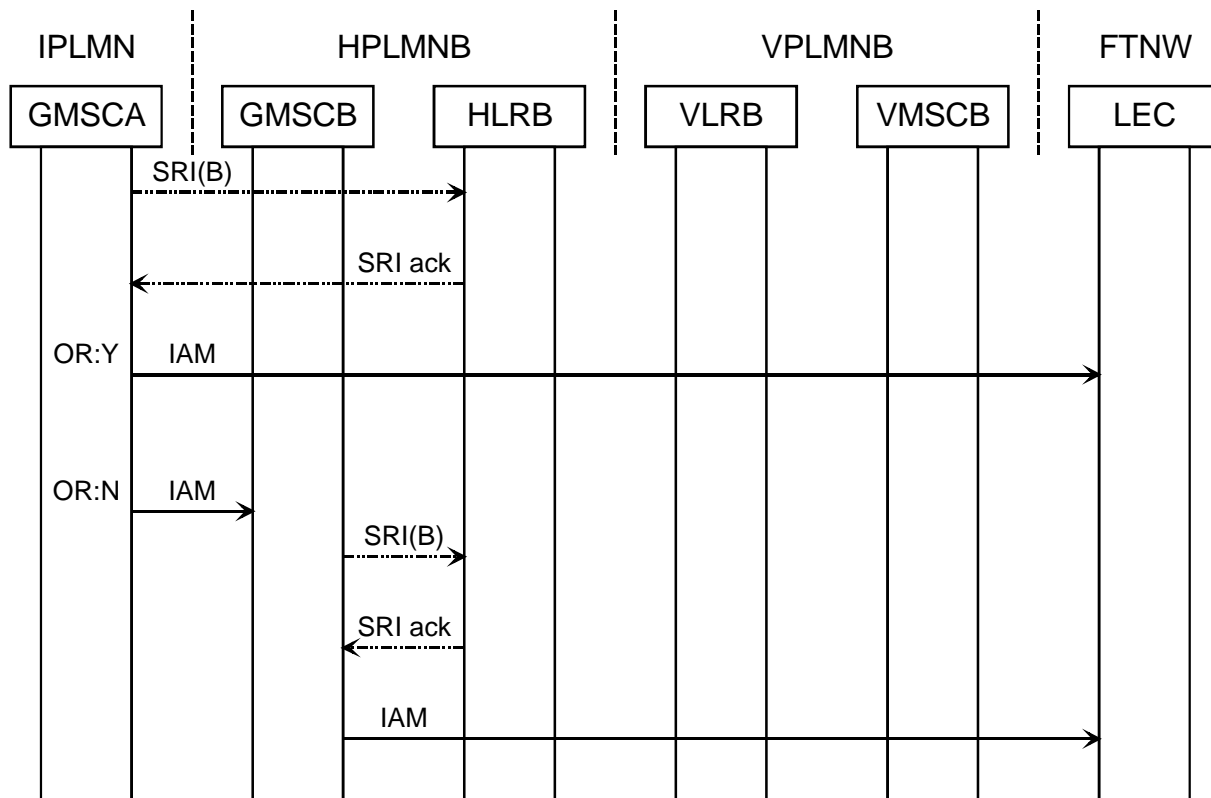 IPLMN HPLMNB VPLMNB FTNW
GMSCA GMSCB HLRB VLRB VMSCB LEC
SRI(B)
SRI ack
OR:Y IAM
OR:N IAM
SRI(B)
SRI ack
IAM